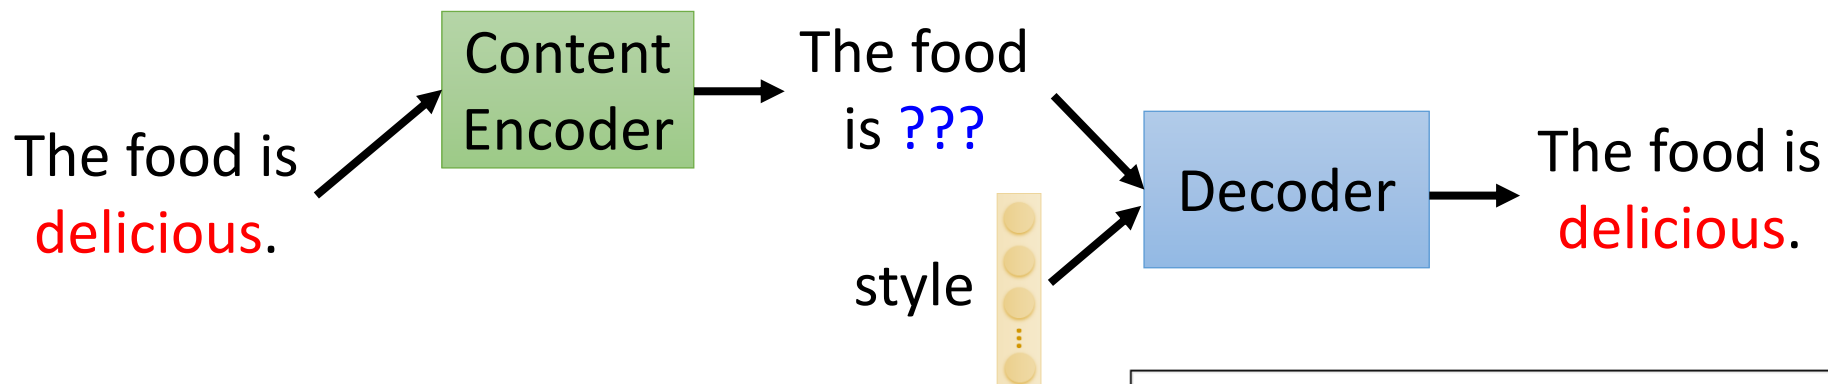 The food is
delicious.
Content
Encoder
The food
is ???
style
Decoder
The food is
delicious.